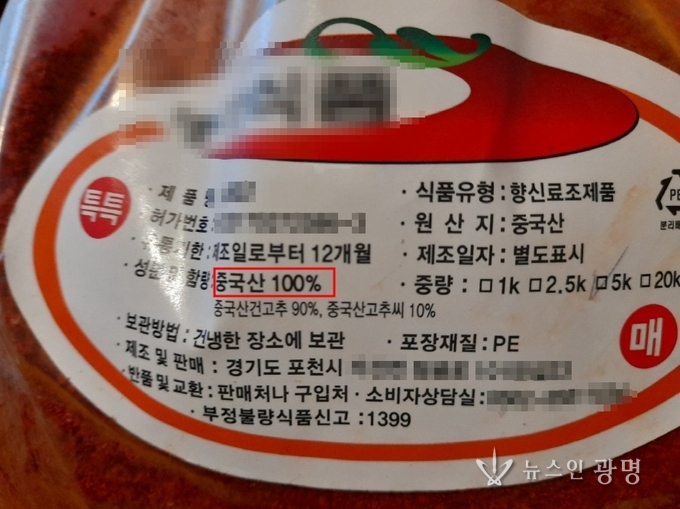 특특
· 제 품 명
· 식품유형 : 향신료조제품
· 허가번호 :
· 원 산 지 : 중국산
· 유통기한 : 제조일로부터 12개월
· 제조일자 : 별도표시
· 성분 및 함량 : 중국산 100%
· 중량 : □ 1k □ 2.5k □ 5k □ 20k
중국산건고추 90%, 중국산고추씨 10%
매
· 보관방법 : 건냉한 장소에 보관
· 포장재질 : PE
· 제조 및 판매 : 경기도 포천시
· 반품 및 교환 : 판매처나 구입처 · 소비자상담실 :
· 부정불량식품신고 : 1399
뉴스인 광명